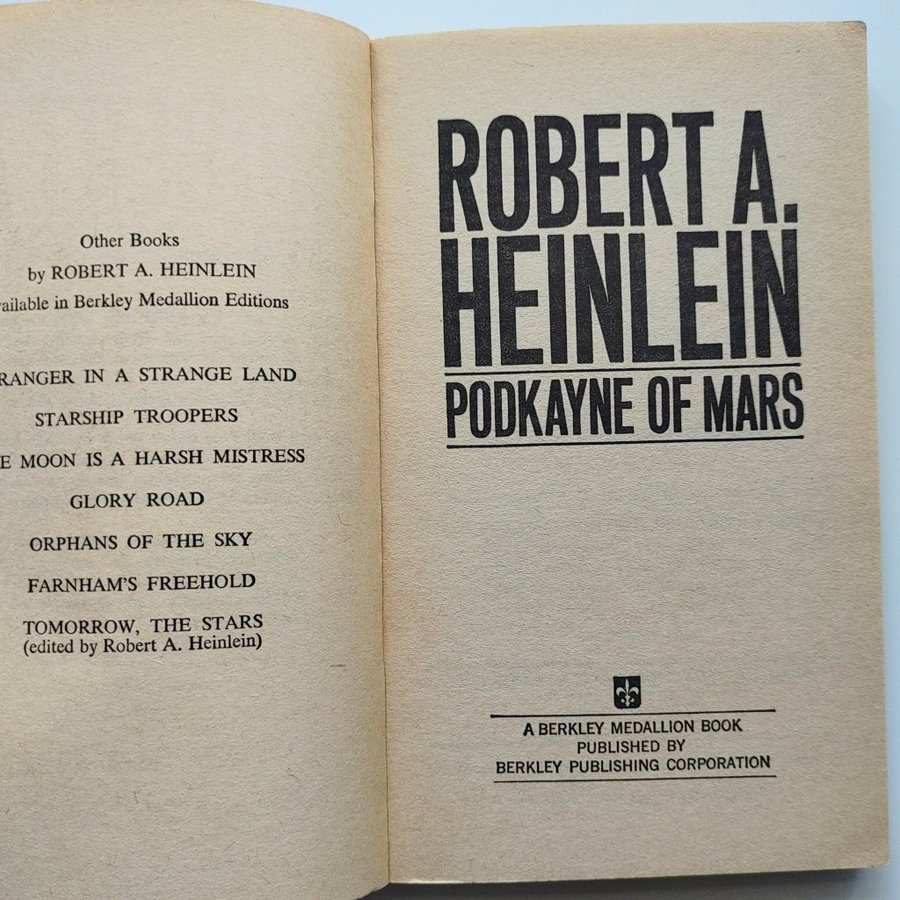 Other Books
by ROBERT A. HEINLEIN
ailable in Berkley Medallion Editions
RANGER IN A STRANGE LAND
STARSHIP TROOPERS
E MOON IS A HARSH MISTRESS
GLORY ROAD
ORPHANS OF THE SKY
FARNHAM'S FREEHOLD
TOMORROW, THE STARS
(edited by Robert A. Heinlein)
ROBERT A.
HEINLEIN
PODKAYNE OF MARS
A BERKLEY MEDALLION BOOK
PUBLISHED BY
BERKLEY PUBLISHING CORPORATION